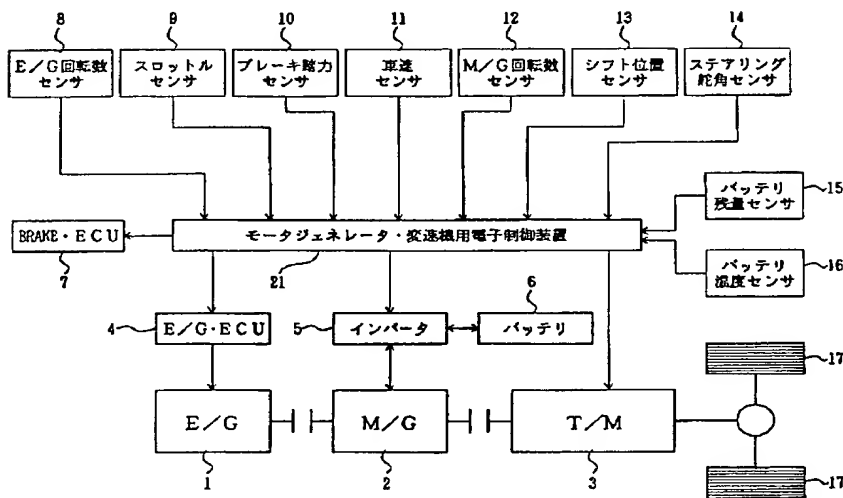 8
9
10
11
12
13
14
E/G回転数
センサ
スロットル
センサ
ブレーキ踏力
センサ
車速
センサ
M/G回転数
センサ
シフト位置
センサ
ステアリング
舵角センサ
バッテリ
残量センサ
15
BRAKE・ECU
モータジェネレータ・変速機用電子制御装置
バッテリ
温度センサ
16
7
21
6
4
E/G・ECU
5
インバータ
バッテリ
17
E/G
M/G
T/M
1
2
3
17